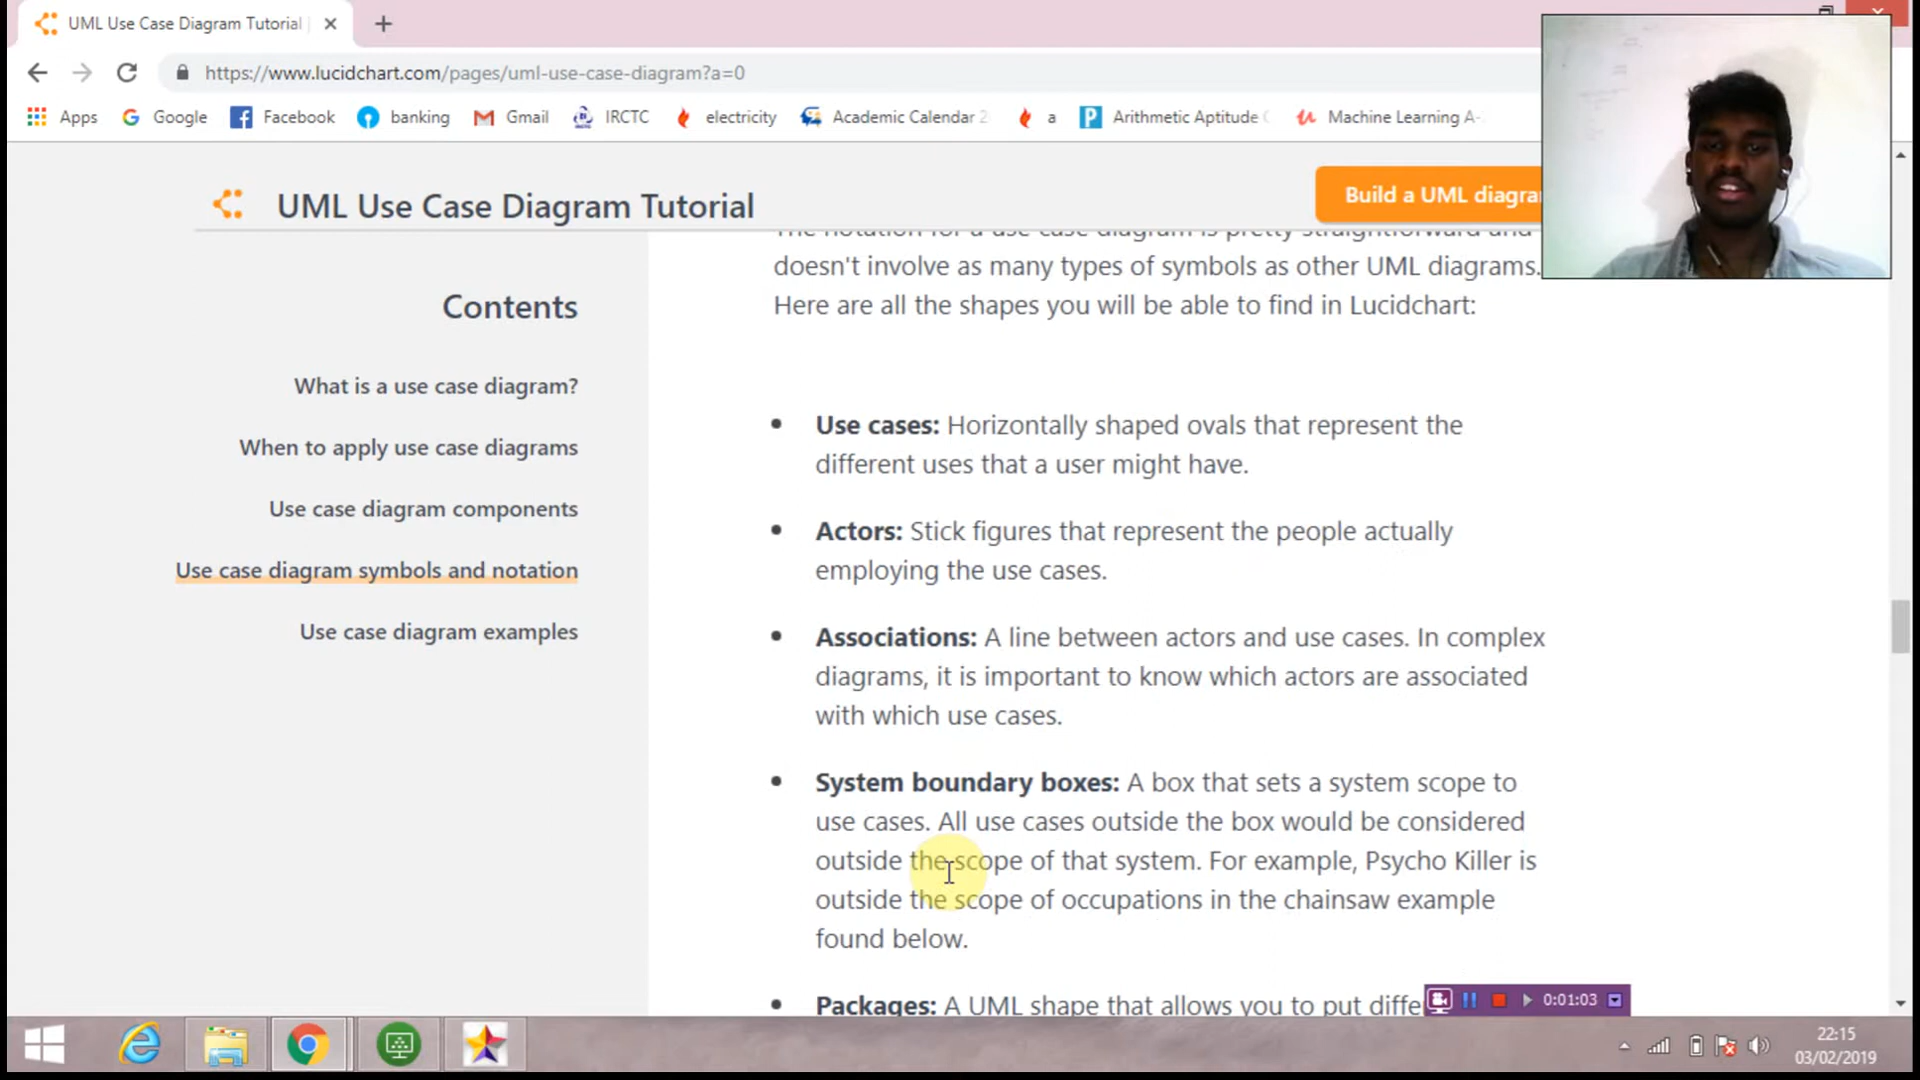 UML Use Case Diagram Tutorial
https://www.lucidchart.com/pages/uml-use-case-diagram?a=0
Apps Google Facebook banking Gmail IRCTC electricity Academic Calendar 2 a Arithmetic Aptitude Machine Learning A-
UML Use Case Diagram Tutorial
Build a UML diagra
Contents
What is a use case diagram?
When to apply use case diagrams
Use case diagram components
Use case diagram symbols and notation
Use case diagram examples
The notation for a use case diagram is pretty straightforward and
doesn't involve as many types of symbols as other UML diagrams.
Here are all the shapes you will be able to find in Lucidchart:
Use cases: Horizontally shaped ovals that represent the
different uses that a user might have.
Actors: Stick figures that represent the people actually
employing the use cases.
Associations: A line between actors and use cases. In complex
diagrams, it is important to know which actors are associated
with which use cases.
System boundary boxes: A box that sets a system scope to
use cases. All use cases outside the box would be considered
outside the scope of that system. For example, Psycho Killer is
outside the scope of occupations in the chainsaw example
found below.
Packages: A UML shape that allows you to put diffe
0:01:03
22:15
03/02/2019